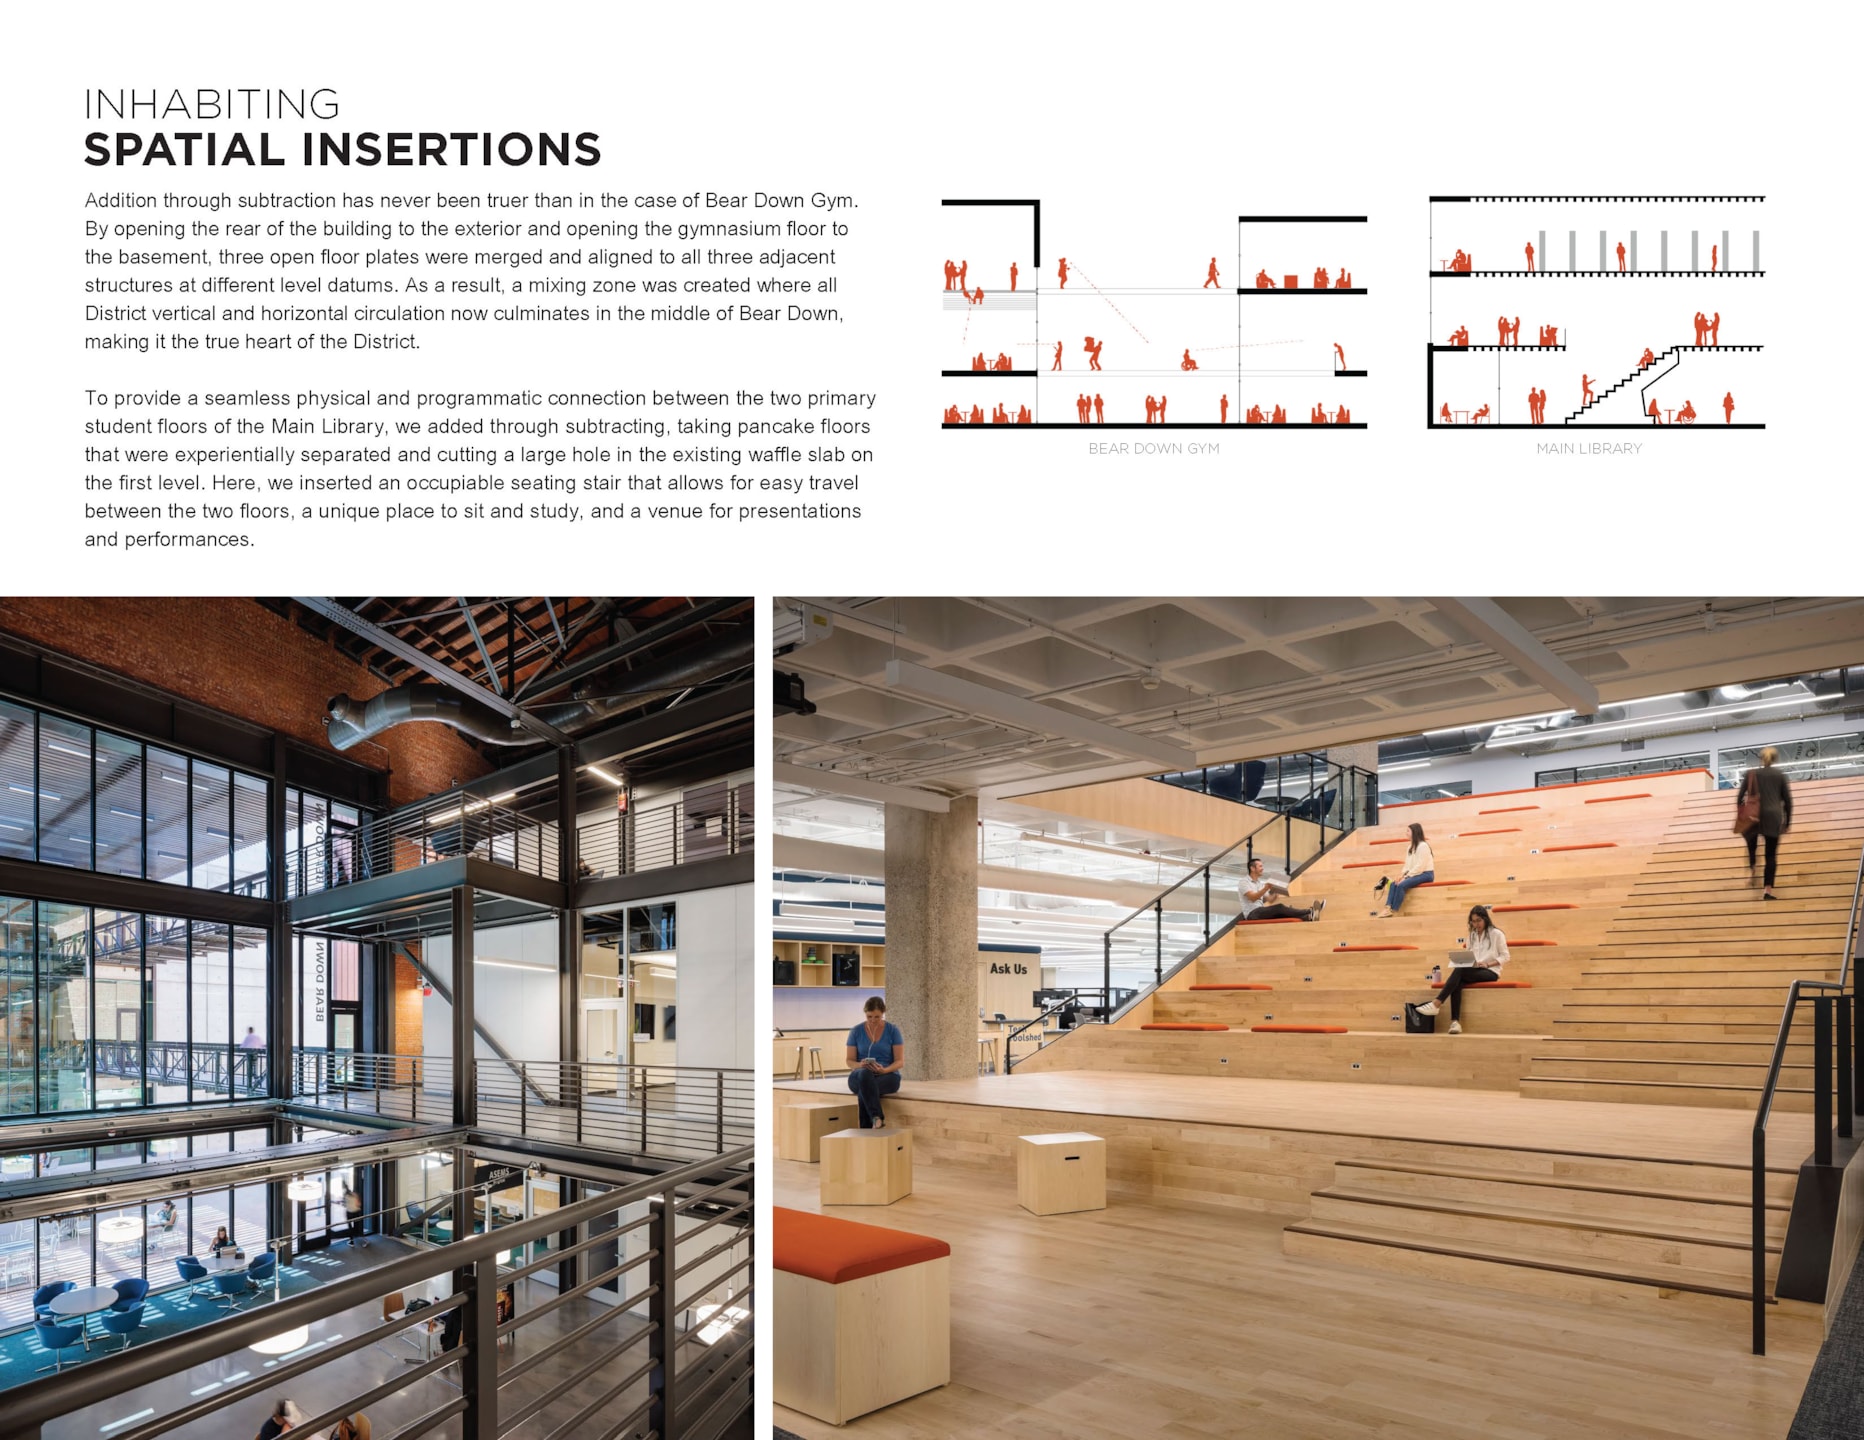 INHABITING
SPATIAL INSERTIONS
Addition through subtraction has never been truer than in the case of Bear Down Gym.
By opening the rear of the building to the exterior and opening the gymnasium floor to
the basement, three open floor plates were merged and aligned to all three adjacent
structures at different level datums. As a result, a mixing zone was created where all
District vertical and horizontal circulation now culminates in the middle of Bear Down,
making it the true heart of the District.
To provide a seamless physical and programmatic connection between the two primary
student floors of the Main Library, we added through subtracting, taking pancake floors
that were experientially separated and cutting a large hole in the existing waffle slab on
the first level. Here, we inserted an occupiable seating stair that allows for easy travel
between the two floors, a unique place to sit and study, and a venue for presentations
and performances.
BEAR DOWN GYM
MAIN LIBRARY
BEAR DOWN
ASEMS
Ask Us
Tech
Toolshed